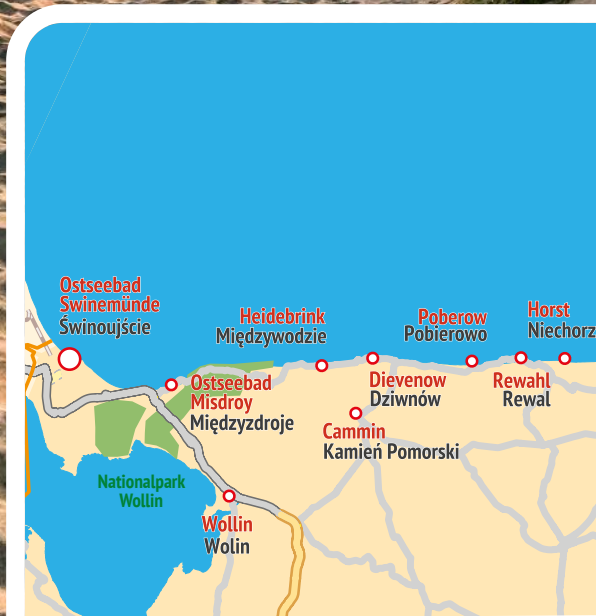 Ostseebad
Swinemünde
Świnoujście
Heidebrink
Międzywodzie
Poberow
Pobierowo
Horst
Niechorz
Ostseebad
Misdroy
Międzyzdroje
Dievenow
Dziwnów
Rewahl
Rewal
Cammin
Kamień Pomorski
Nationalpark
Wollin
Wollin
Wolin